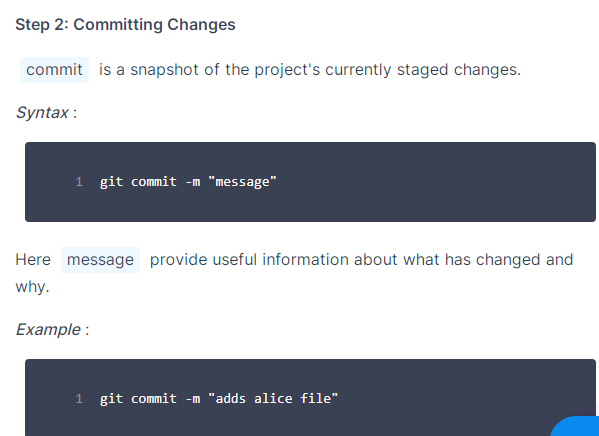 Step 2: Committing Changes
commit is a snapshot of the project's currently staged changes.
Syntax :
1 git commit -m "message"
Here message provide useful information about what has changed and
why.
Example :
1 git commit -m "adds alice file"